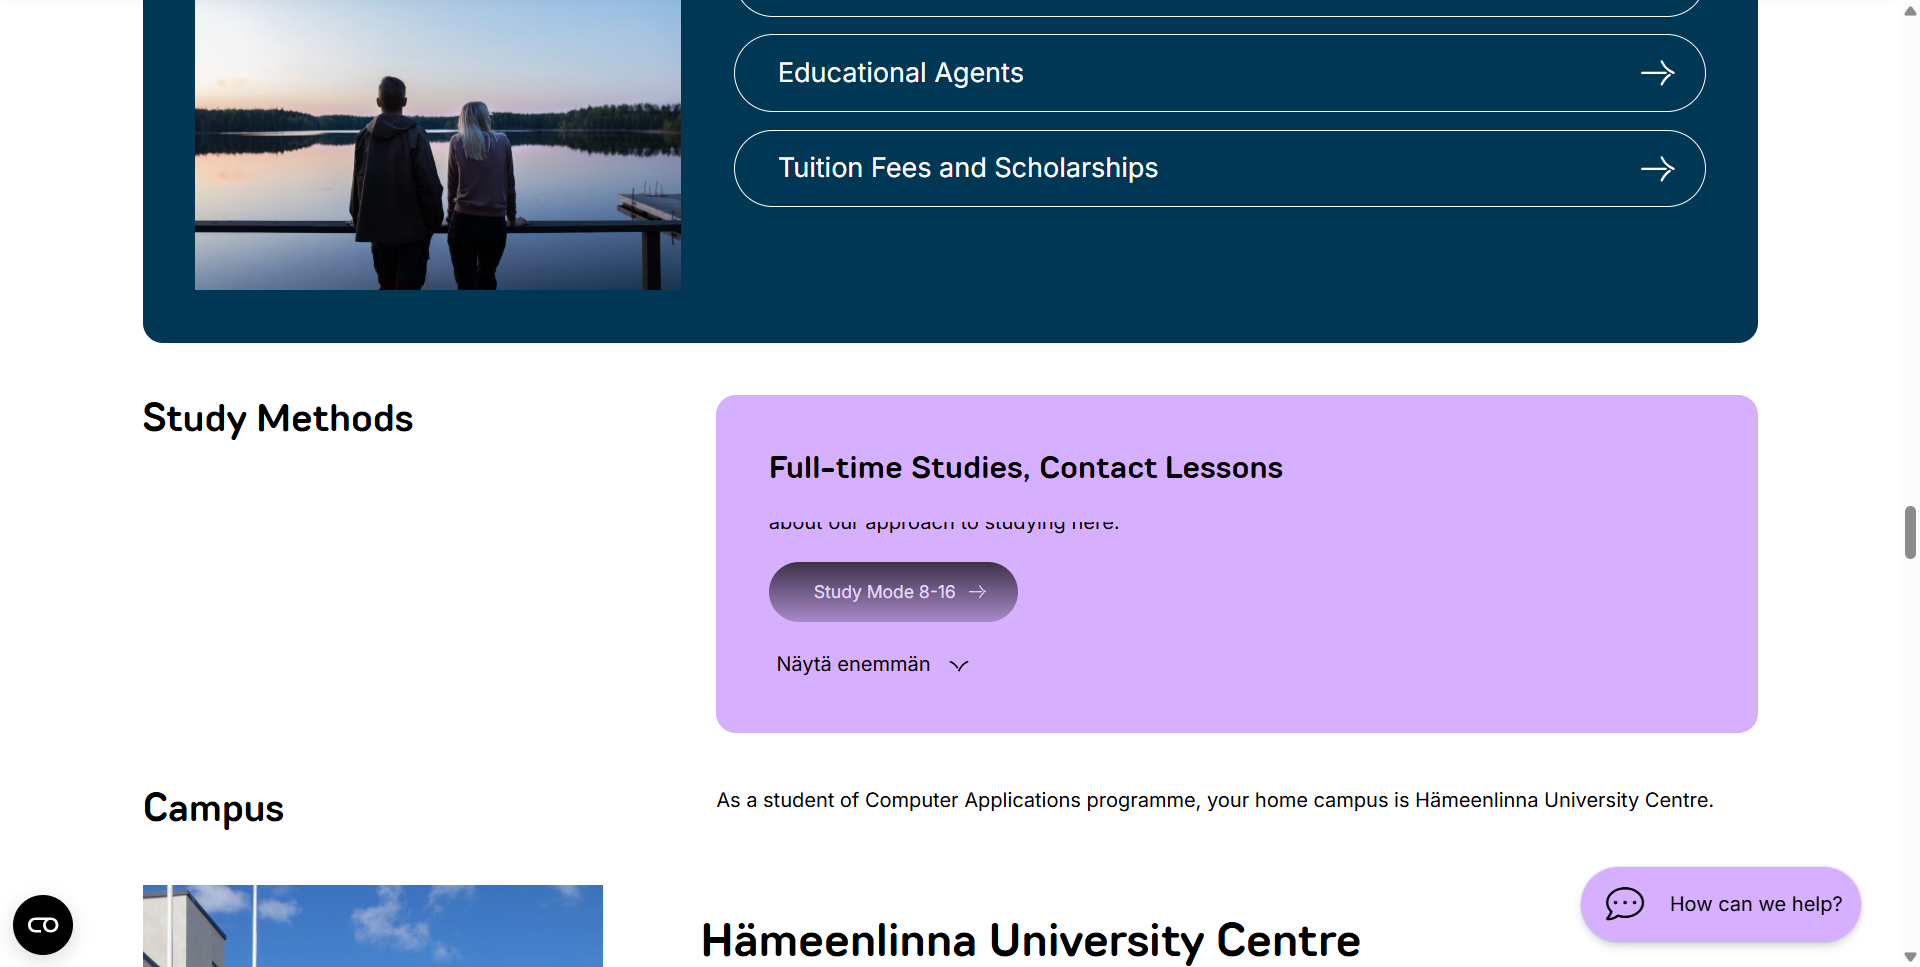 Educational Agents
Tuition Fees and Scholarships
Study Methods
Full-time Studies, Contact Lessons
about our approach to studying here.
Study Mode 8-16
Näytä enemmän
Campus
As a student of Computer Applications programme, your home campus is Hämeenlinna University Centre.
Hämeenlinna University Centre
How can we help?